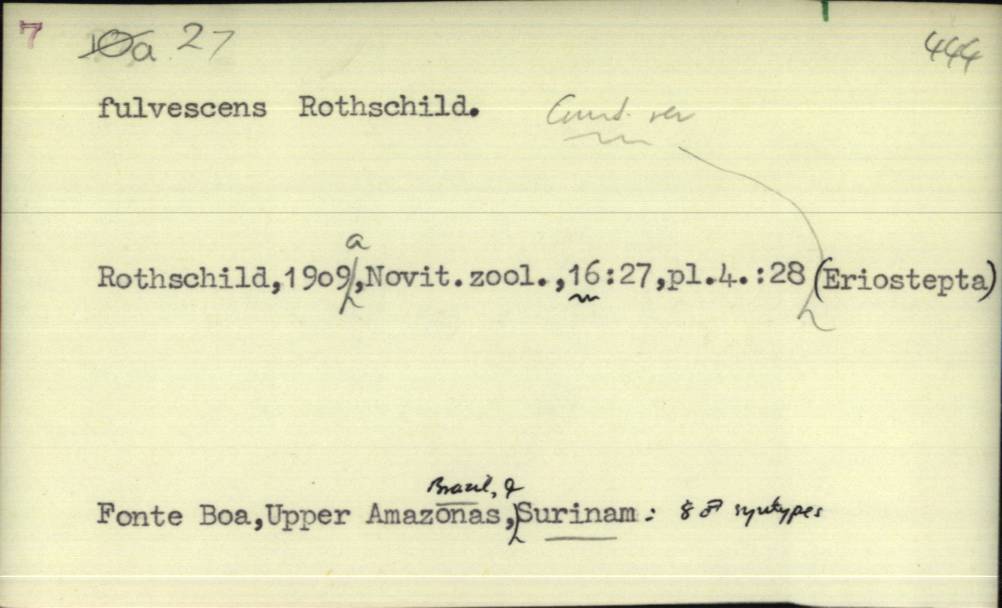 7 10a 27 444
fulvescens Rothschild.
a
Rothschild,1909,Novit.zool.,16:27,pl.4.:28 (Eriostepta)
Brazil, &
Fonte Boa,Upper Amazonas,Surinam: 8 ♂ syntypes